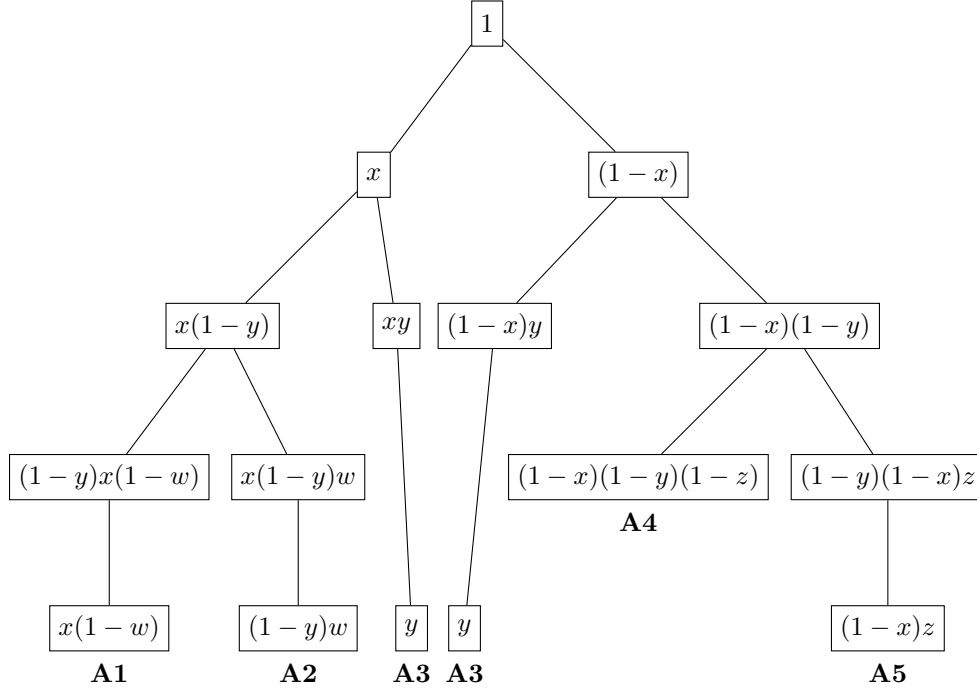 1
x
(1 − x)
x(1 − y)
xy
(1 − x)y
(1 − x)(1 − y)
(1 − y)x(1 − w)
x(1 − y)w
(1 − x)(1 − y)(1 − z)
(1 − y)(1 − x)z
A4
x(1 − w)
(1 − y)w
y
y
(1 − x)z
A1
A2
A3
A3
A5